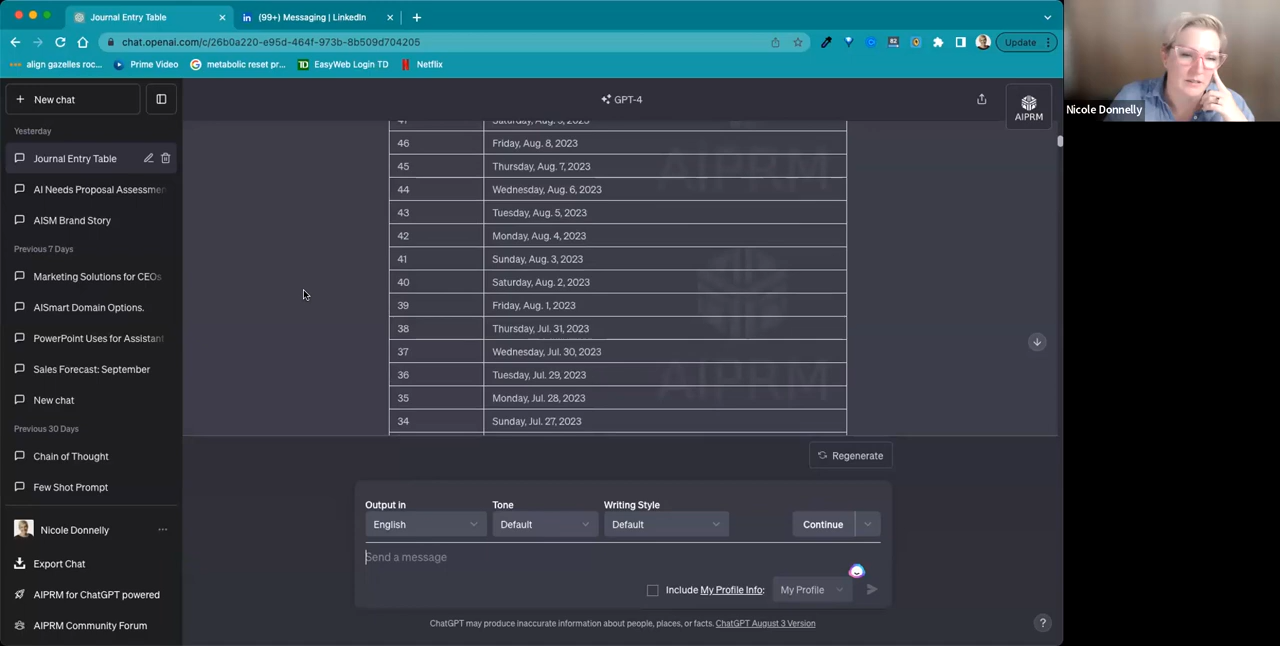 Journal Entry Table
(99+) Messaging | LinkedIn
chat.openai.com/c/26b0a220-e95d-464f-973b-8b509d704205
Update
align gazelles roc...
Prime Video
metabolic reset pr...
EasyWeb Login TD
Netflix
New chat
Yesterday
Journal Entry Table
AI Needs Proposal Assessmen
AISM Brand Story
Previous 7 Days
Marketing Solutions for CEOs
AISmart Domain Options.
PowerPoint Uses for Assistant
Sales Forecast: September
New chat
Previous 30 Days
Chain of Thought
Few Shot Prompt
Nicole Donnelly
Export Chat
AIPRM for ChatGPT powered
AIPRM Community Forum
GPT-4
AIPRM
46 Friday, Aug. 8, 2023
45 Thursday, Aug. 7, 2023
44 Wednesday, Aug. 6, 2023
43 Tuesday, Aug. 5, 2023
42 Monday, Aug. 4, 2023
41 Sunday, Aug. 3, 2023
40 Saturday, Aug. 2, 2023
39 Friday, Aug. 1, 2023
38 Thursday, Jul. 31, 2023
37 Wednesday, Jul. 30, 2023
36 Tuesday, Jul. 29, 2023
35 Monday, Jul. 28, 2023
34 Sunday, Jul. 27, 2023
AIPRM
AIPRM
Regenerate
Output in Tone Writing Style
English Default Default Continue
Send a message
Include My Profile Info: My Profile
ChatGPT may produce inaccurate information about people, places, or facts. ChatGPT August 3 Version
?
Nicole Donnelly